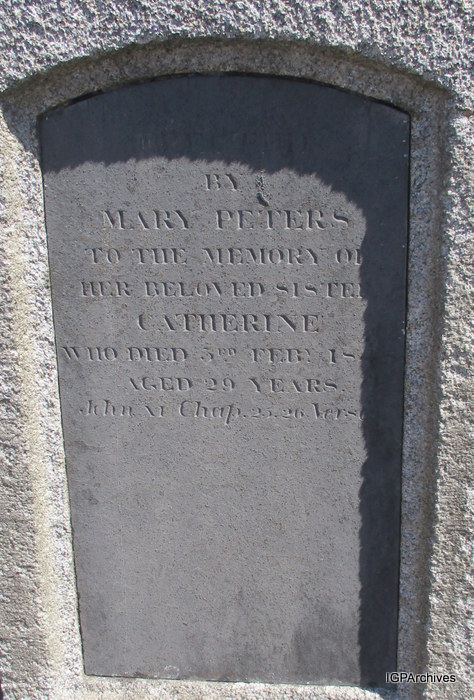 BY
MARY PETERS
TO THE MEMORY OF
HER BELOVED SISTER
CATHERINE
WHO DIED FEBY
AGED 29 YEARS.
John XI Chap. 25.26 Verse
IGPArchives